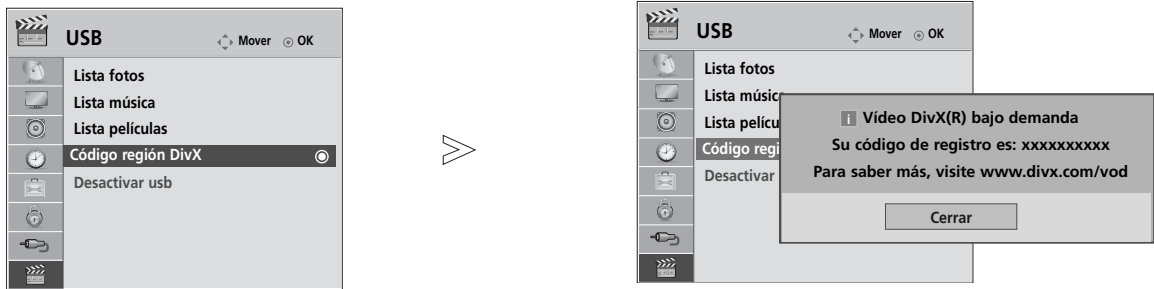 USB
Mover OK
Lista fotos
Lista música
Lista películas
Código región DivX
Desactivar usb
USB
Mover OK
Lista fotos
Lista músic
Lista pelícu
Código regi
Desactivar
i Vídeo DivX(R) bajo demanda
Su código de registro es: xxxxxxxxxx
Para saber más, visite www.divx.com/vod
Cerrar